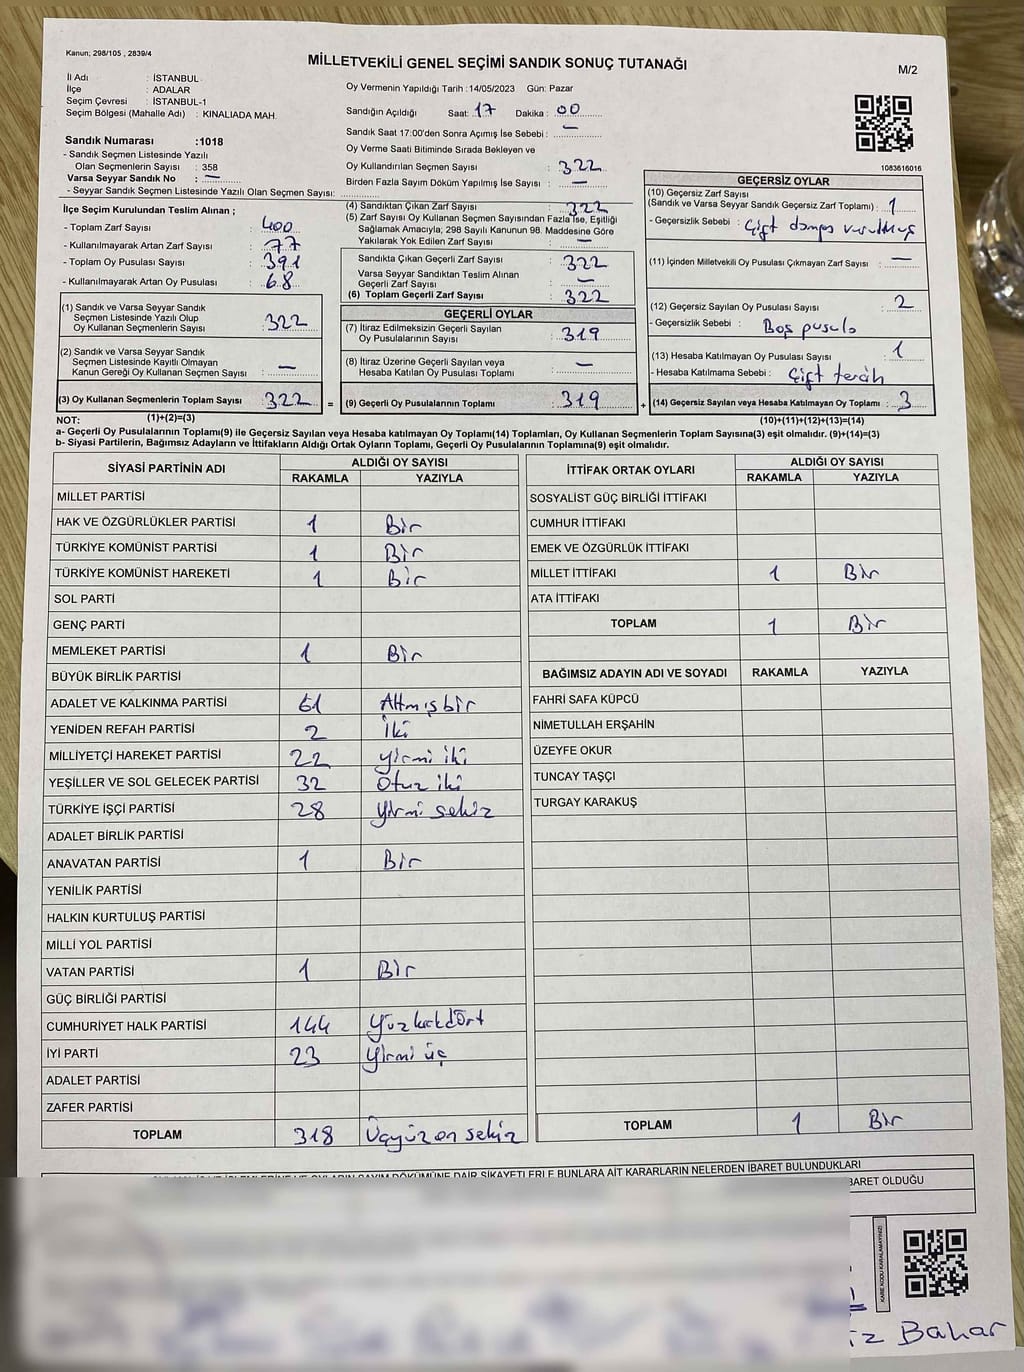 Kanun; 298/105 , 2839/4
MİLLETVEKİLİ GENEL SEÇİMİ SANDIK SONUÇ TUTANAĞI
M/2
İl Adı : İSTANBUL
İlçe : ADALAR
Seçim Çevresi : İSTANBUL-1
Seçim Bölgesi (Mahalle Adı) : KINALIADA MAH.
Sandık Numarası :1018
- Sandık Seçmen Listesinde Yazılı
Olan Seçmenlerin Sayısı : 358
Varsa Seyyar Sandık No : —
- Seyyar Sandık Seçmen Listesinde Yazılı Olan Seçmen Sayısı:
Oy Vermenin Yapıldığı Tarih :14/05/2023 Gün: Pazar
Sandığın Açıldığı Saat: 17 Dakika : 00
Sandık Saat 17:00'den Sonra Açımış İse Sebebi : —
Oy Verme Saati Bitiminde Sırada Bekleyen ve
Oy Kullandırılan Seçmen Sayısı : 322
Birden Fazla Sayım Döküm Yapılmış İse Sayısı : —
1083616016
İlçe Seçim Kurulundan Teslim Alınan ;
- Toplam Zarf Sayısı : 400
- Kullanılmayarak Artan Zarf Sayısı : 77
- Toplam Oy Pusulası Sayısı : 391
- Kullanılmayarak Artan Oy Pusulası : 68
(4) Sandıktan Çıkan Zarf Sayısı : 322
(5) Zarf Sayısı Oy Kullanan Seçmen Sayısından Fazla İse, Eşitliği
Sağlamak Amacıyla; 298 Sayılı Kanunun 98. Maddesine Göre
Yakılarak Yok Edilen Zarf Sayısı : —
Sandıkta Çıkan Geçerli Zarf Sayısı : 322
Varsa Seyyar Sandıktan Teslim Alınan
Geçerli Zarf Sayısı : —
(6) Toplam Geçerli Zarf Sayısı : 322
GEÇERSİZ OYLAR
(10) Geçersiz Zarf Sayısı
(Sandık ve Varsa Seyyar Sandık Geçersiz Zarf Toplamı) : 1
- Geçersizlik Sebebi : Çift damga vurulmuş
(11) İçinden Milletvekili Oy Pusulası Çıkmayan Zarf Sayısı : —
(12) Geçersiz Sayılan Oy Pusulası Sayısı : 2
- Geçersizlik Sebebi : Boş pusula
(13) Hesaba Katılmayan Oy Pusulası Sayısı : 1
- Hesaba Katılmama Sebebi : Çift tercih
(14) Geçersiz Sayılan veya Hesaba Katılmayan Oy Toplamı : 3
(1) Sandık ve Varsa Seyyar Sandık
Seçmen Listesinde Yazılı Olup
Oy Kullanan Seçmenlerin Sayısı : 322
(2) Sandık ve Varsa Seyyar Sandık
Seçmen Listesinde Kayıtlı Olmayan
Kanun Gereği Oy Kullanan Seçmen Sayısı : —
(3) Oy Kullanan Seçmenlerin Toplam Sayısı : 322 =
GEÇERLİ OYLAR
(7) İtiraz Edilmeksizin Geçerli Sayılan
Oy Pusulalarının Sayısı : 319
(8) İtiraz Üzerine Geçerli Sayılan veya
Hesaba Katılan Oy Pusulası Toplamı : —
(9) Geçerli Oy Pusulalarının Toplamı : 319 +
NOT: (1)+(2)=(3) (10)+(11)+(12)+(13)=(14)
a- Geçerli Oy Pusulalarının Toplamı(9) ile Geçersiz Sayılan veya Hesaba katılmayan Oy Toplamı(14) Toplamları, Oy Kullanan Seçmenlerin Toplam Sayısına(3) eşit olmalıdır. (9)+(14)=(3)
b- Siyasi Partilerin, Bağımsız Adayların ve İttifakların Aldığı Ortak Oyların Toplamı, Geçerli Oy Pusulalarının Toplamına(9) eşit olmalıdır.
SİYASİ PARTİNİN ADI ALDIĞI OY SAYISI
RAKAMLA YAZIYLA
MİLLET PARTİSİ
HAK VE ÖZGÜRLÜKLER PARTİSİ 1 Bir
TÜRKİYE KOMÜNİST PARTİSİ 1 Bir
TÜRKİYE KOMÜNİST HAREKETİ 1 Bir
SOL PARTİ
GENÇ PARTİ
MEMLEKET PARTİSİ 1 Bir
BÜYÜK BİRLİK PARTİSİ
ADALET VE KALKINMA PARTİSİ 61 Altmış bir
YENİDEN REFAH PARTİSİ 2 İki
MİLLİYETÇİ HAREKET PARTİSİ 22 yirmi iki
YEŞİLLER VE SOL GELECEK PARTİSİ 32 Otuz iki
TÜRKİYE İŞÇİ PARTİSİ 28 yirmi sekiz
ADALET BİRLİK PARTİSİ
ANAVATAN PARTİSİ 1 Bir
YENİLİK PARTİSİ
HALKIN KURTULUŞ PARTİSİ
MİLLİ YOL PARTİSİ
VATAN PARTİSİ 1 Bir
GÜÇ BİRLİĞİ PARTİSİ
CUMHURİYET HALK PARTİSİ 144 Yüzkırkdört
İYİ PARTİ 23 Yirmi üç
ADALET PARTİSİ
ZAFER PARTİSİ
TOPLAM 318 Üçyüz on sekiz
İTTİFAK ORTAK OYLARI ALDIĞI OY SAYISI
RAKAMLA YAZIYLA
SOSYALİST GÜÇ BİRLİĞİ İTTİFAKI
CUMHUR İTTİFAKI
EMEK VE ÖZGÜRLÜK İTTİFAKI
MİLLET İTTİFAKI 1 Bir
ATA İTTİFAKI
TOPLAM 1 Bir
BAĞIMSIZ ADAYIN ADI VE SOYADI RAKAMLA YAZIYLA
FAHRİ SAFA KÜPCÜ
NİMETULLAH ERŞAHİN
ÜZEYFE OKUR
TUNCAY TAŞÇI
TURGAY KARAKUŞ
TOPLAM 1 Bir
DÖKÜMÜNE DAİR ŞİKAYETLERLE BUNLARA AİT KARARLARIN NELERDEN İBARET BULUNDUKLARI
BARET OLDUĞU
KARE KODU KARALAMAYINIZ!
Bahar